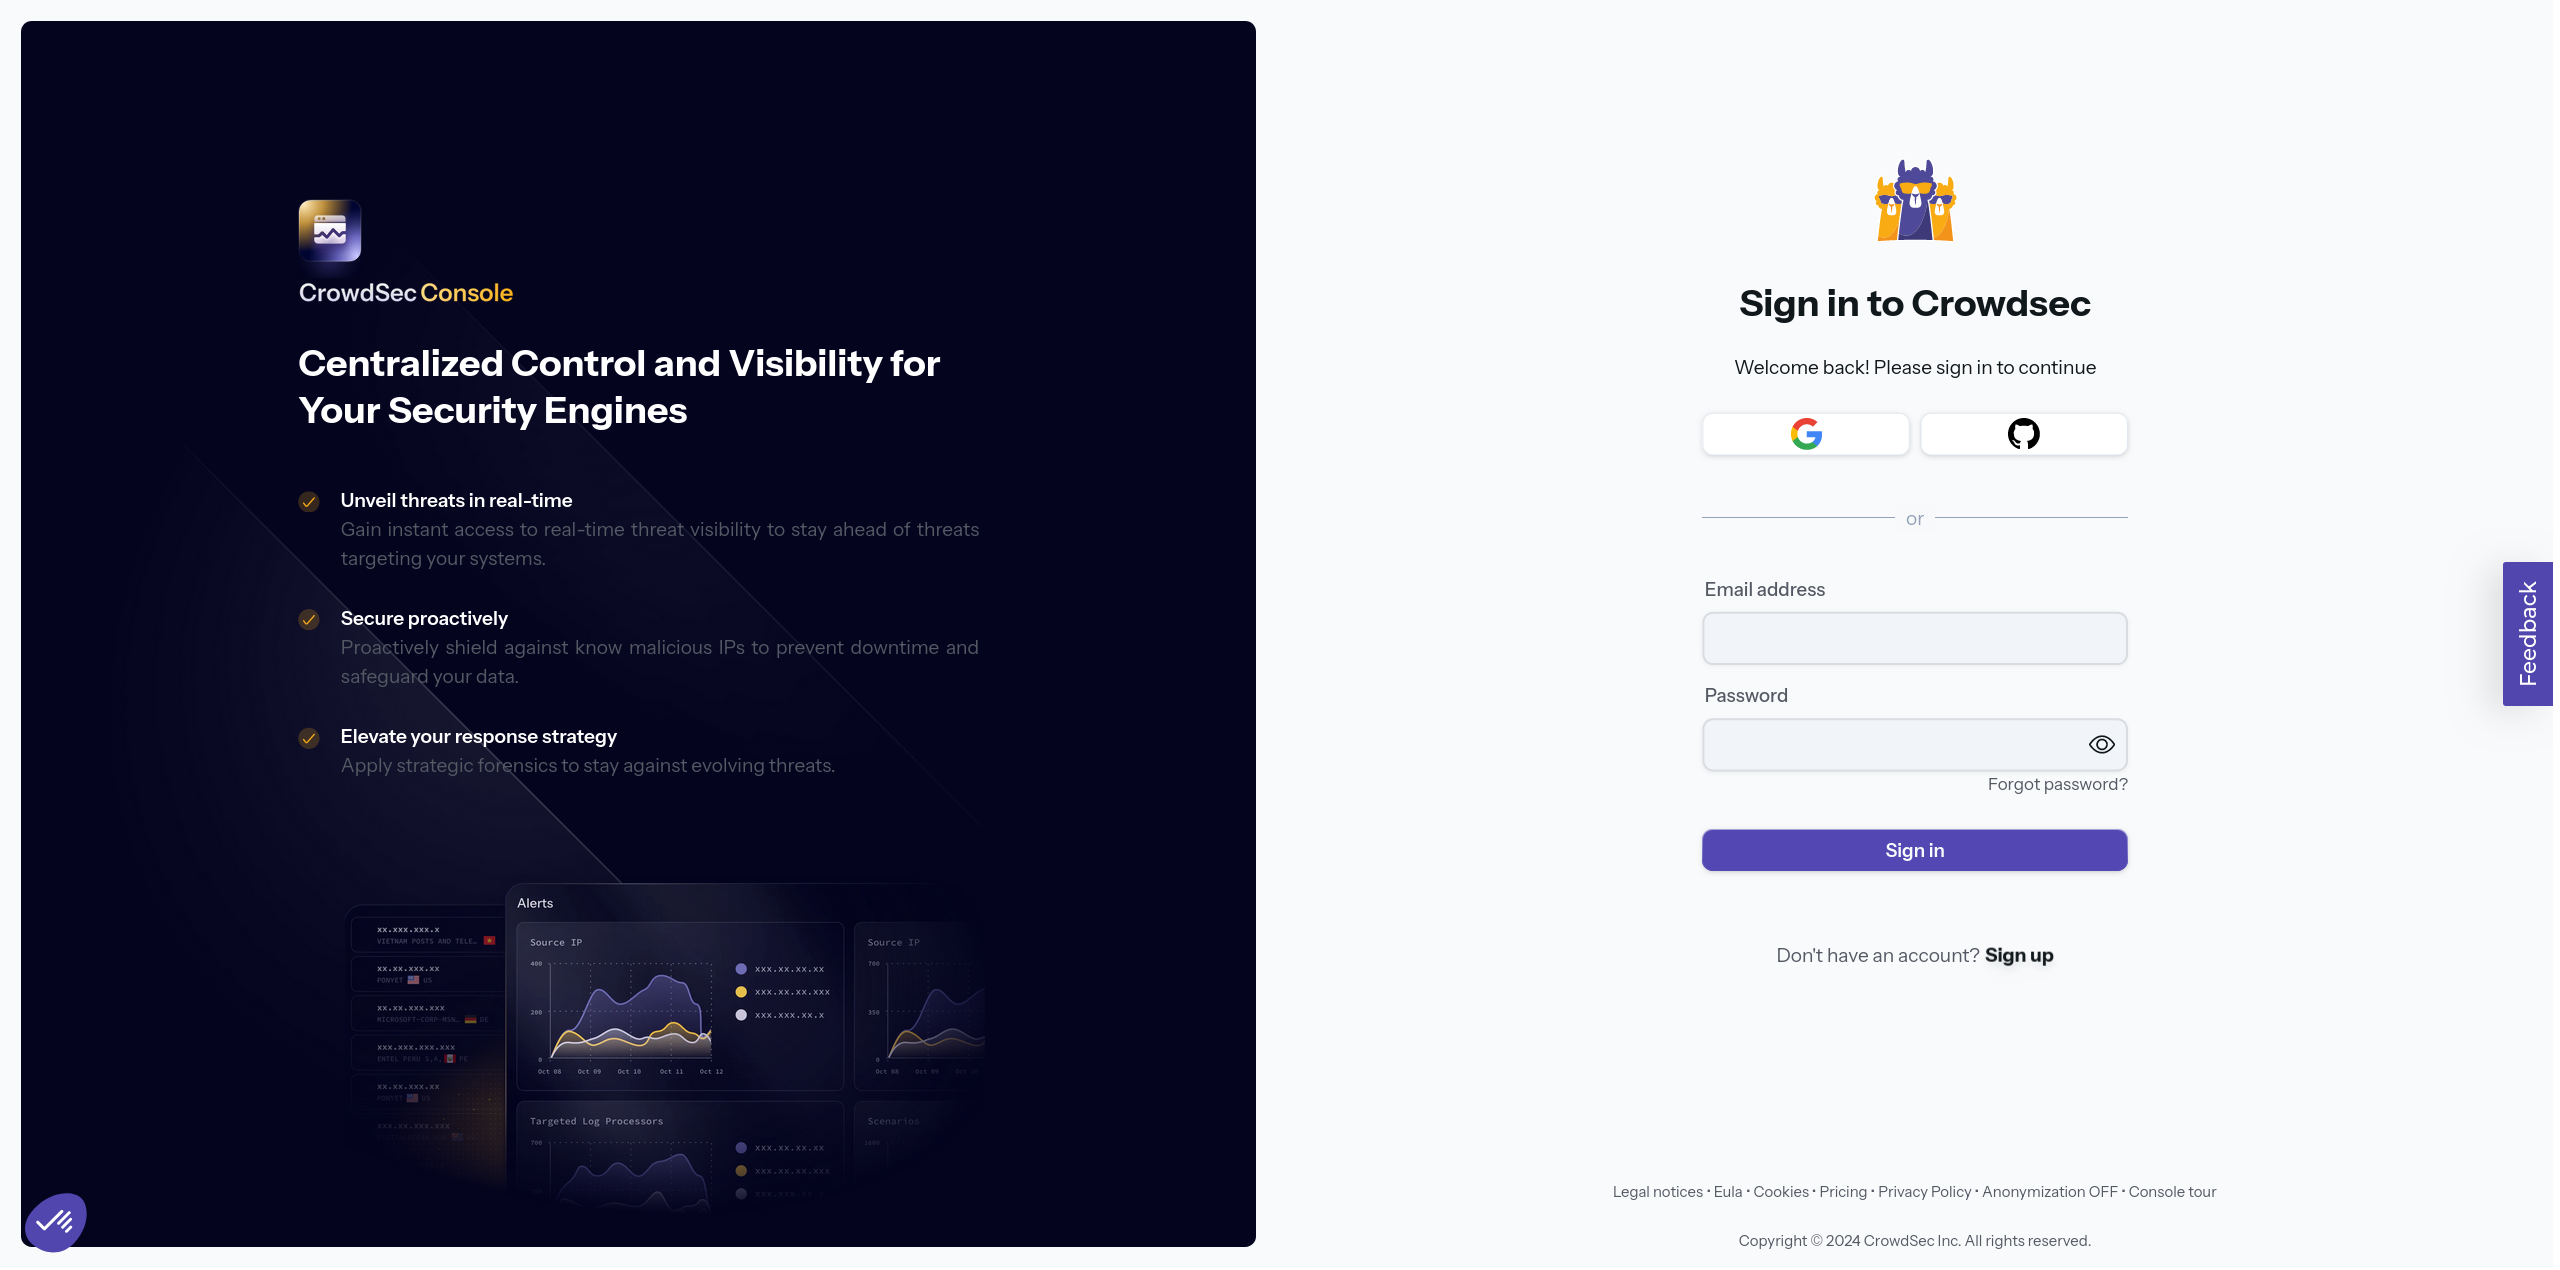 CrowdSec Console
Centralized Control and Visibility for
Your Security Engines
Unveil threats in real-time
Gain instant access to real-time threat visibility to stay ahead of threats
targeting your systems.
Secure proactively
Proactively shield against know malicious IPs to prevent downtime and
safeguard your data.
Elevate your response strategy
Apply strategic forensics to stay against evolving threats.
xx.xxx.xxx.x
VIETNAM POSTS AND TELE…
xx.xx.xxx.xx
PONYET US
xx.xx.xxx.xxx
MICROSOFT-CORP-MSN… DE
xxx.xxx.xxx.xxx
ENTEL PERU S.A. PE
xx.xx.xxx.xx
PONYET US
xx.xx.xxx.xxx
Alerts
Source IP
400
200
0
Oct 08 Oct 09 Oct 10 Oct 11 Oct 12
xxx.xx.xx.xx
xxx.xx.xx.xxx
xxx.xxx.xx.x
Source IP
700
350
0
Oct 08 Oct 09
Targeted Log Processors
700
xxx.xx.xx.xx
xxx.xx.xx.xxx
xxx.xxx.xx.x
Scenarios
Sign in to Crowdsec
Welcome back! Please sign in to continue
or
Email address
Password
Forgot password?
Sign in
Don't have an account? Sign up
Legal notices • Eula • Cookies • Pricing • Privacy Policy • Anonymization OFF • Console tour
Copyright © 2024 CrowdSec Inc. All rights reserved.
Feedback